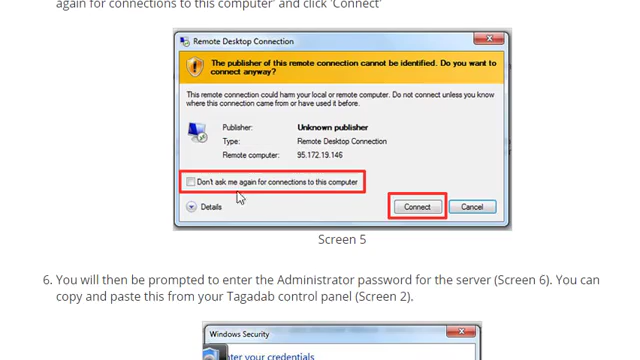 again for connections to this computer' and click 'Connect'
Remote Desktop Connection
The publisher of this remote connection cannot be identified. Do you want to
connect anyway?
This remote connection could harm your local or remote computer. Do not connect unless you know
where this connection came from or have used it before.
Publisher: Unknown publisher
Type: Remote Desktop Connection
Remote computer: 95.172.19.146
Don't ask me again for connections to this computer
Details Connect Cancel
Screen 5
6. You will then be prompted to enter the Administrator password for the server (Screen 6). You can
copy and paste this from your Tagadab control panel (Screen 2).
Windows Security
nter your credentials